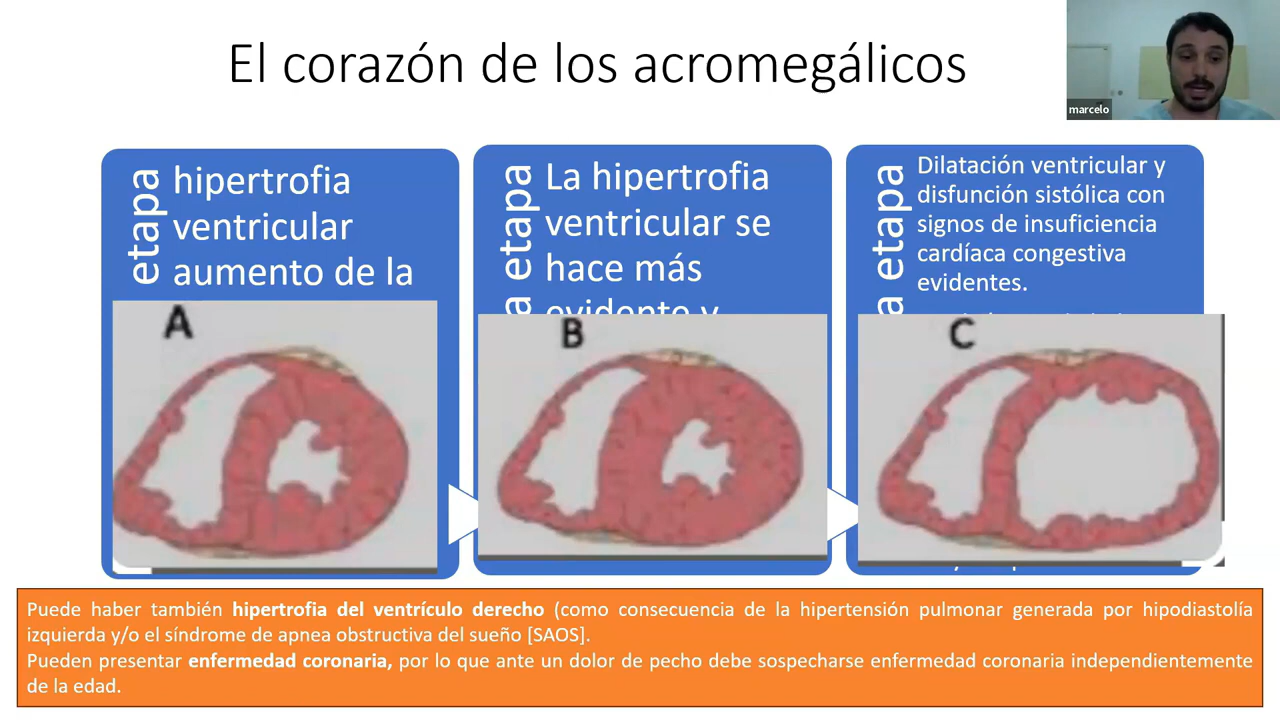 El corazón de los acromegálicos
marcelo
etapa
hipertrofia
ventricular
aumento de la
A
a etapa
La hipertrofia
ventricular se
hace más
evidente y
B
a etapa
Dilatación ventricular y
disfunción sistólica con
signos de insuficiencia
cardíaca congestiva
evidentes.
C
Puede haber también hipertrofia del ventrículo derecho (como consecuencia de la hipertensión pulmonar generada por hipodiastolía
izquierda y/o el síndrome de apnea obstructiva del sueño [SAOS].
Pueden presentar enfermedad coronaria, por lo que ante un dolor de pecho debe sospecharse enfermedad coronaria independientemente
de la edad.